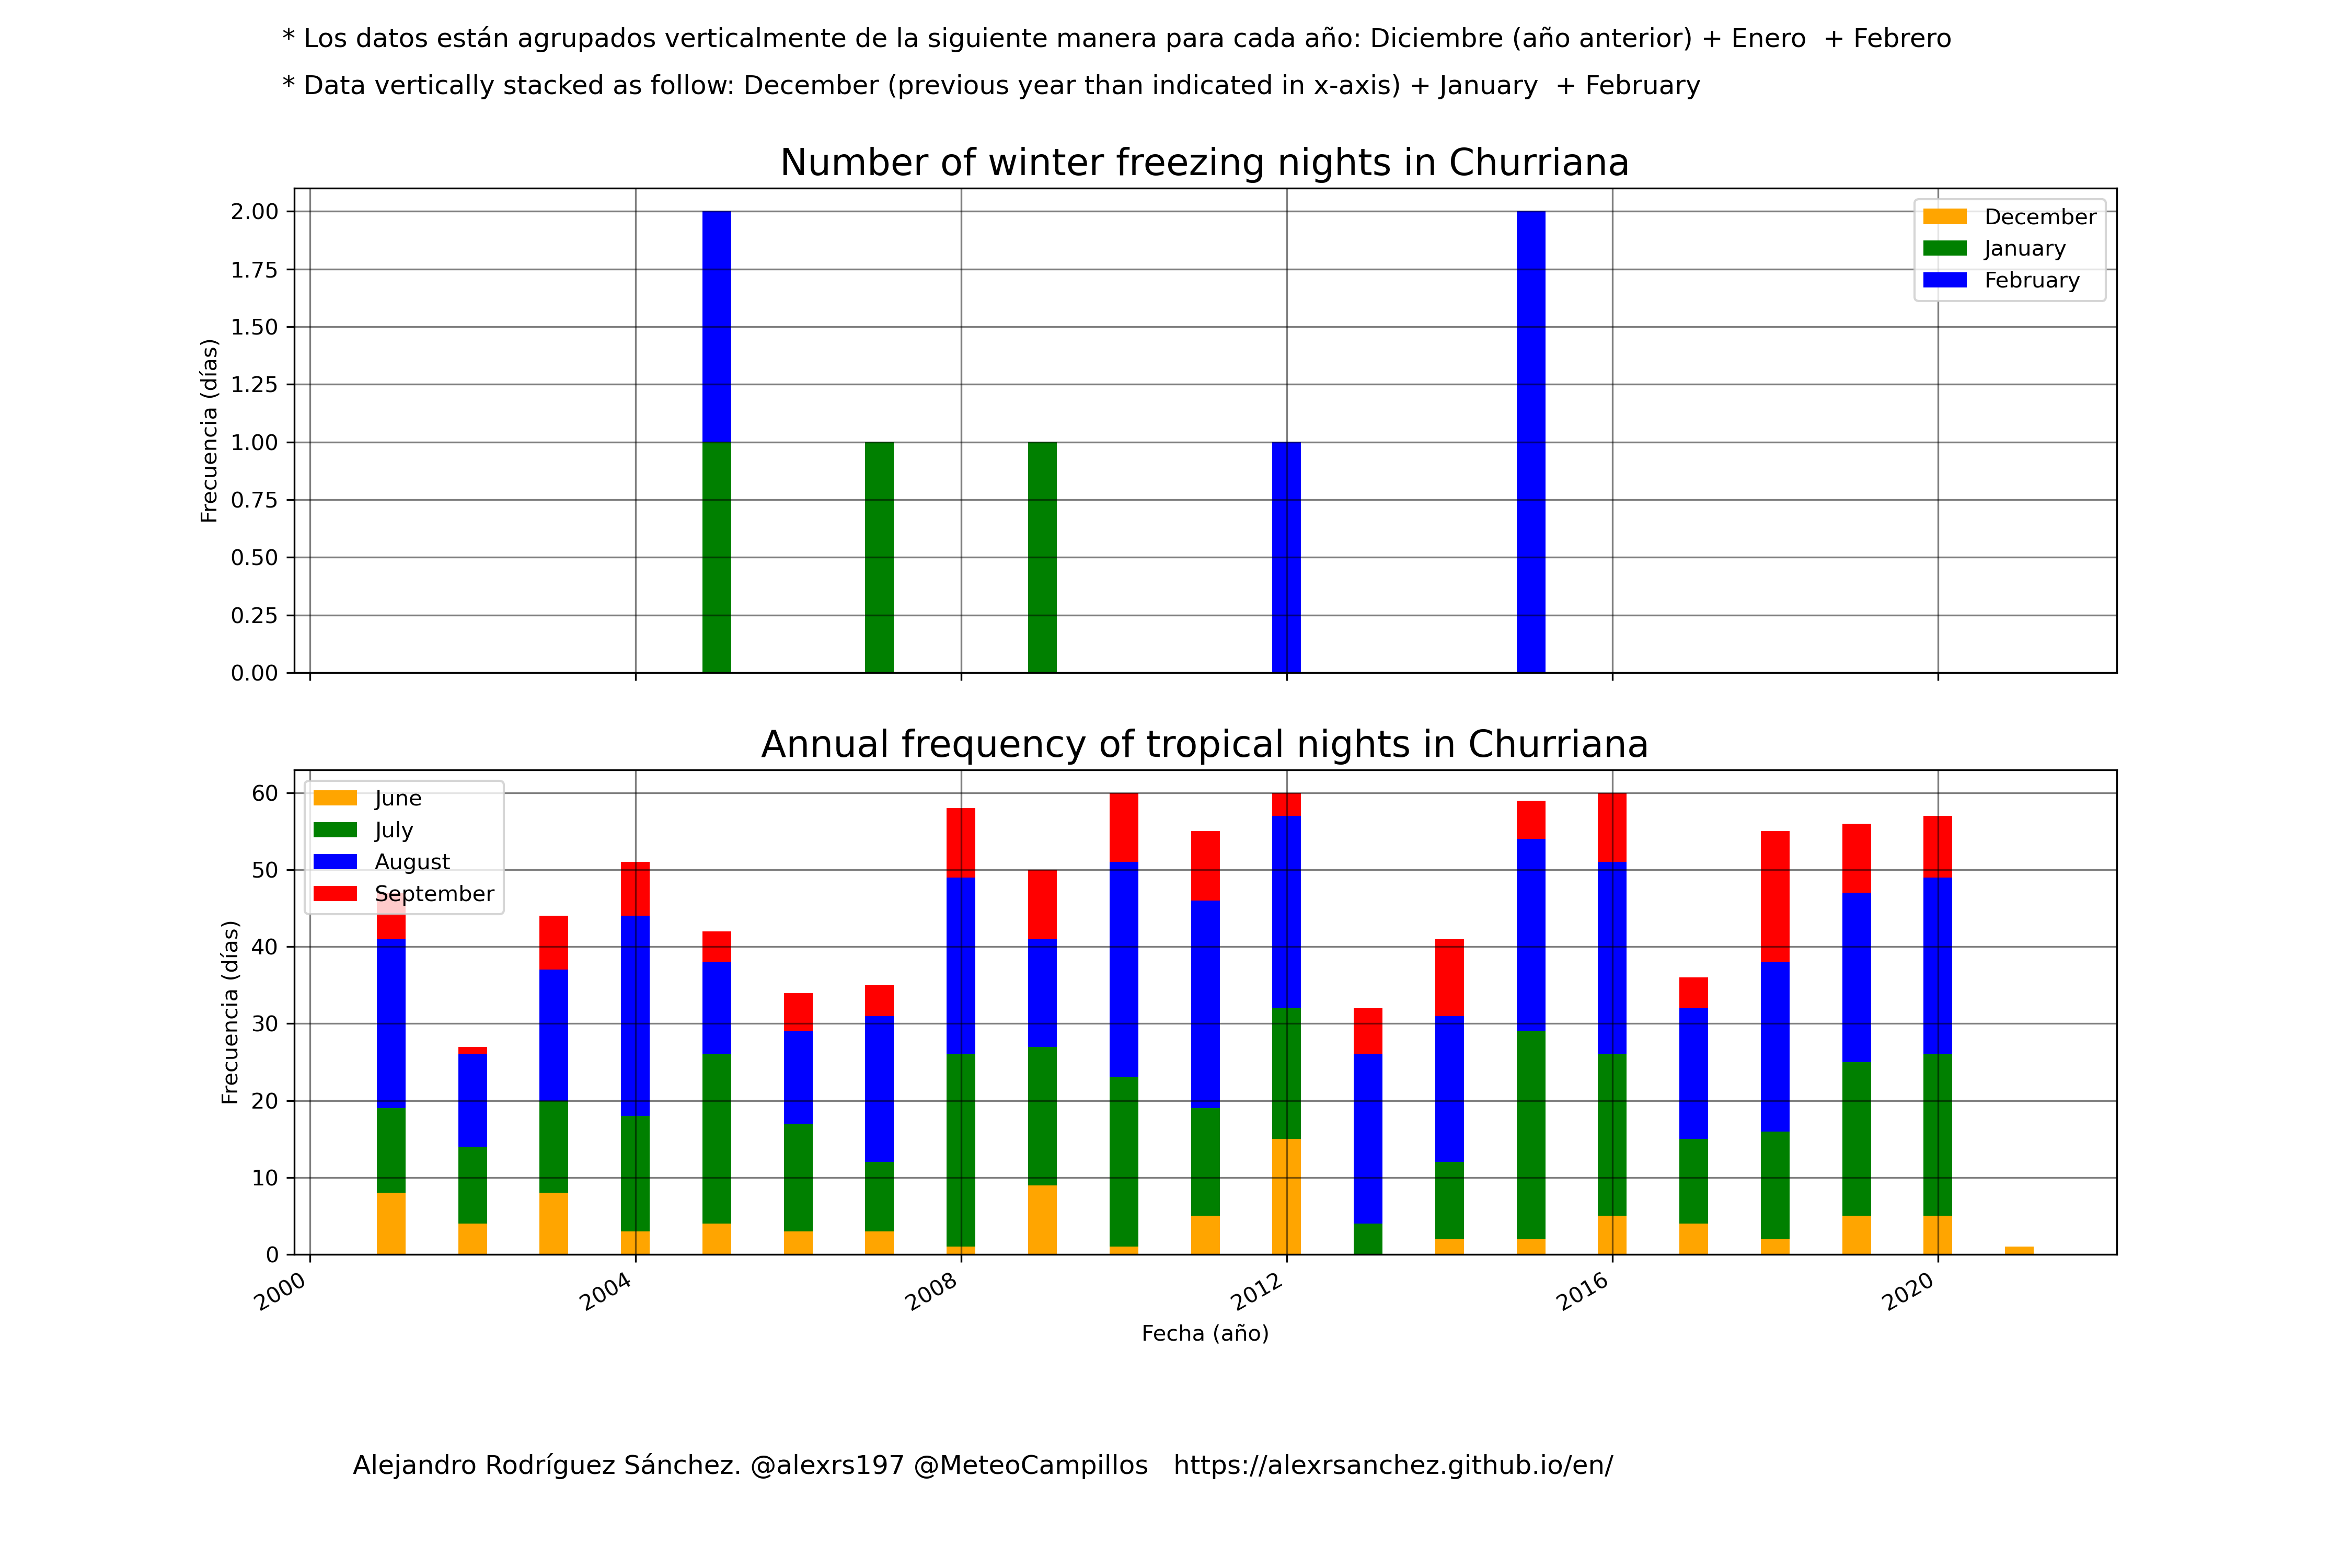 * Los datos están agrupados verticalmente de la siguiente manera para cada año: Diciembre (año anterior) + Enero  + Febrero
* Data vertically stacked as follow: December (previous year than indicated in x-axis) + January  + February
Number of winter freezing nights in Churriana
2.00
1.75
1.50
1.25
1.00
0.75
0.50
0.25
0.00
Frecuencia (días)
December
January
February
Annual frequency of tropical nights in Churriana
60
50
40
30
20
10
0
Frecuencia (días)
June
July
August
September
2000
2004
2008
2012
2016
2020
Fecha (año)
Alejandro Rodríguez Sánchez. @alexrs197 @MeteoCampillos   https://alexrsanchez.github.io/en/